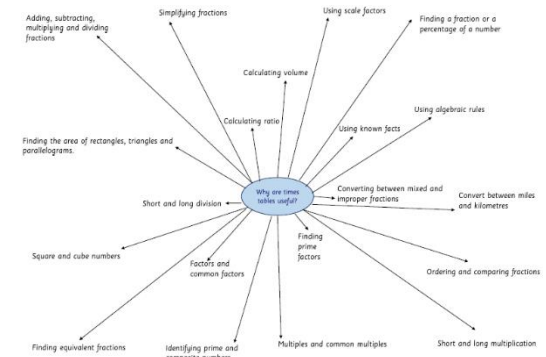 Adding, subtracting,
multiplying and dividing
fractions
Simplifying fractions
Using scale factors
Finding a fraction or a
percentage of a number
Calculating volume
Calculating ratio
Using known facts
Using algebraic rules
Finding the area of rectangles, triangles and
parallelograms.
Why are times
tables useful?
Short and long division
Converting between mixed and
improper fractions
Convert between miles
and kilometres
Square and cube numbers
Factors and
common factors
Finding
prime
factors
Ordering and comparing fractions
Finding equivalent fractions
Identifying prime and
composite numbers
Multiples and common multiples
Short and long multiplication